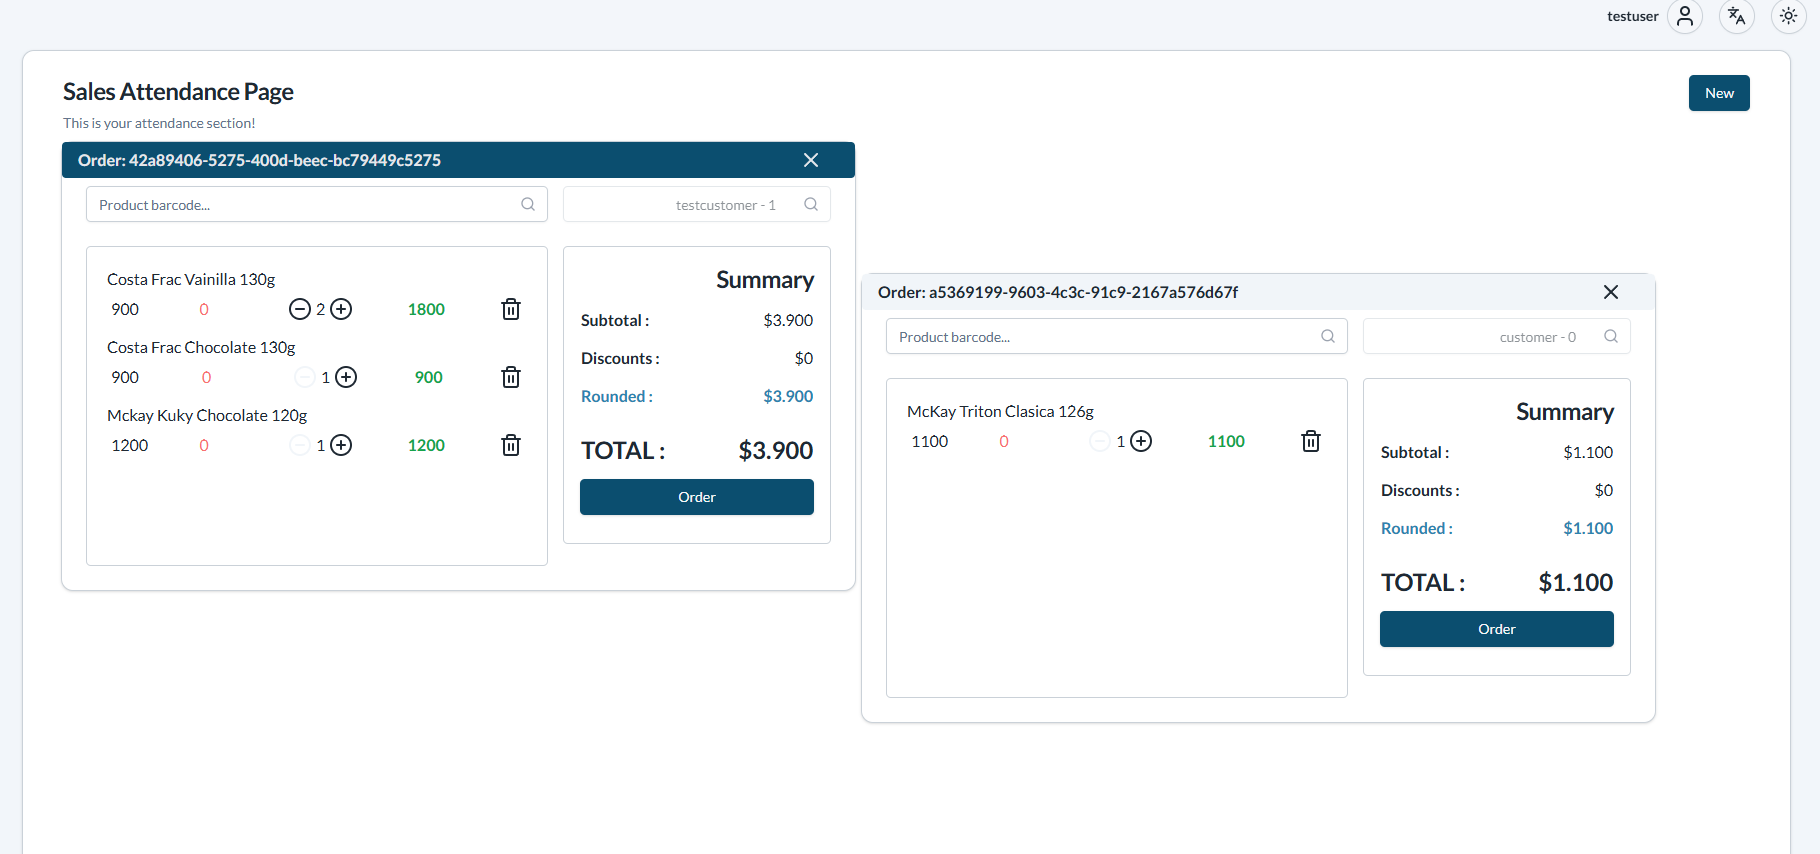 testuser
Sales Attendance Page
New
This is your attendance section!
Order: 42a89406-5275-400d-beec-bc79449c5275
Product barcode...
testcustomer - 1
Costa Frac Vainilla 130g
900 0 2 1800
Costa Frac Chocolate 130g
900 0 1 900
Mckay Kuky Chocolate 120g
1200 0 1 1200
Summary
Subtotal : $3.900
Discounts : $0
Rounded : $3.900
TOTAL : $3.900
Order
Order: a5369199-9603-4c3c-91c9-2167a576d67f
Product barcode...
customer - 0
McKay Triton Clasica 126g
1100 0 1 1100
Summary
Subtotal : $1.100
Discounts : $0
Rounded : $1.100
TOTAL : $1.100
Order